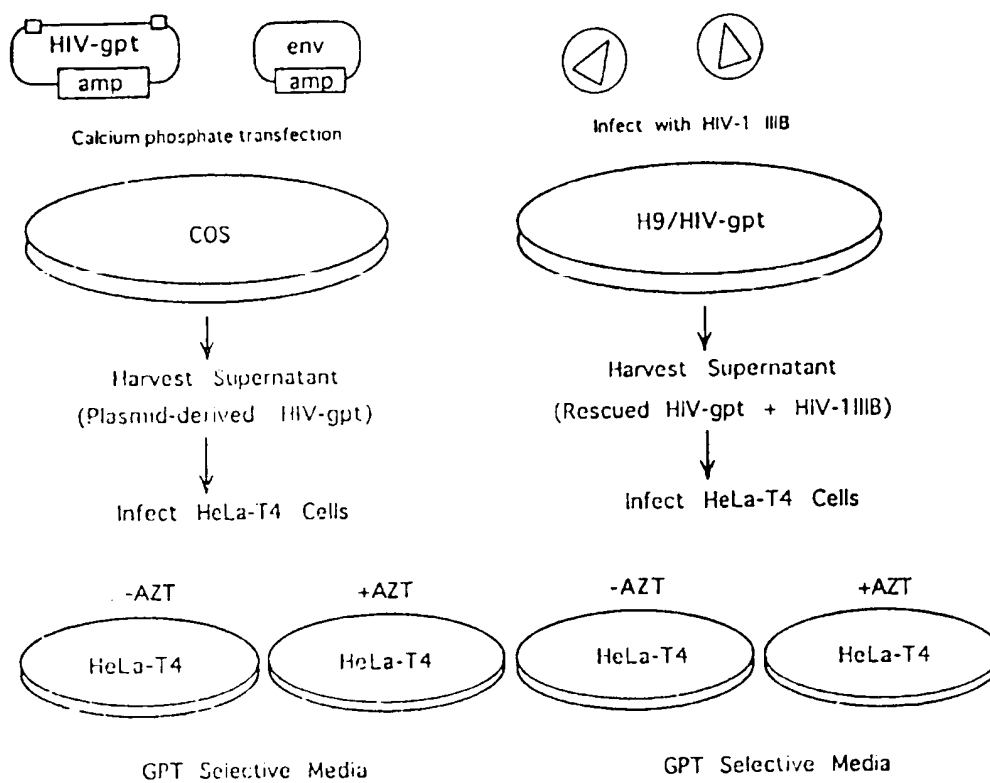 HIV-gpt
amp
env
amp
Calcium phosphate transfection
COS
Harvest Supernatant
(Plasmid-derived HIV-gpt)
Infect HeLa-T4 Cells
-AZT +AZT
HeLa-T4 HeLa-T4
GPT Selective Media
Infect with HIV-1 IIIB
H9/HIV-gpt
Harvest Supernatant
(Rescued HIV-gpt + HIV-1IIIB)
Infect HeLa-T4 Cells
-AZT +AZT
HeLa-T4 HeLa-T4
GPT Selective Media